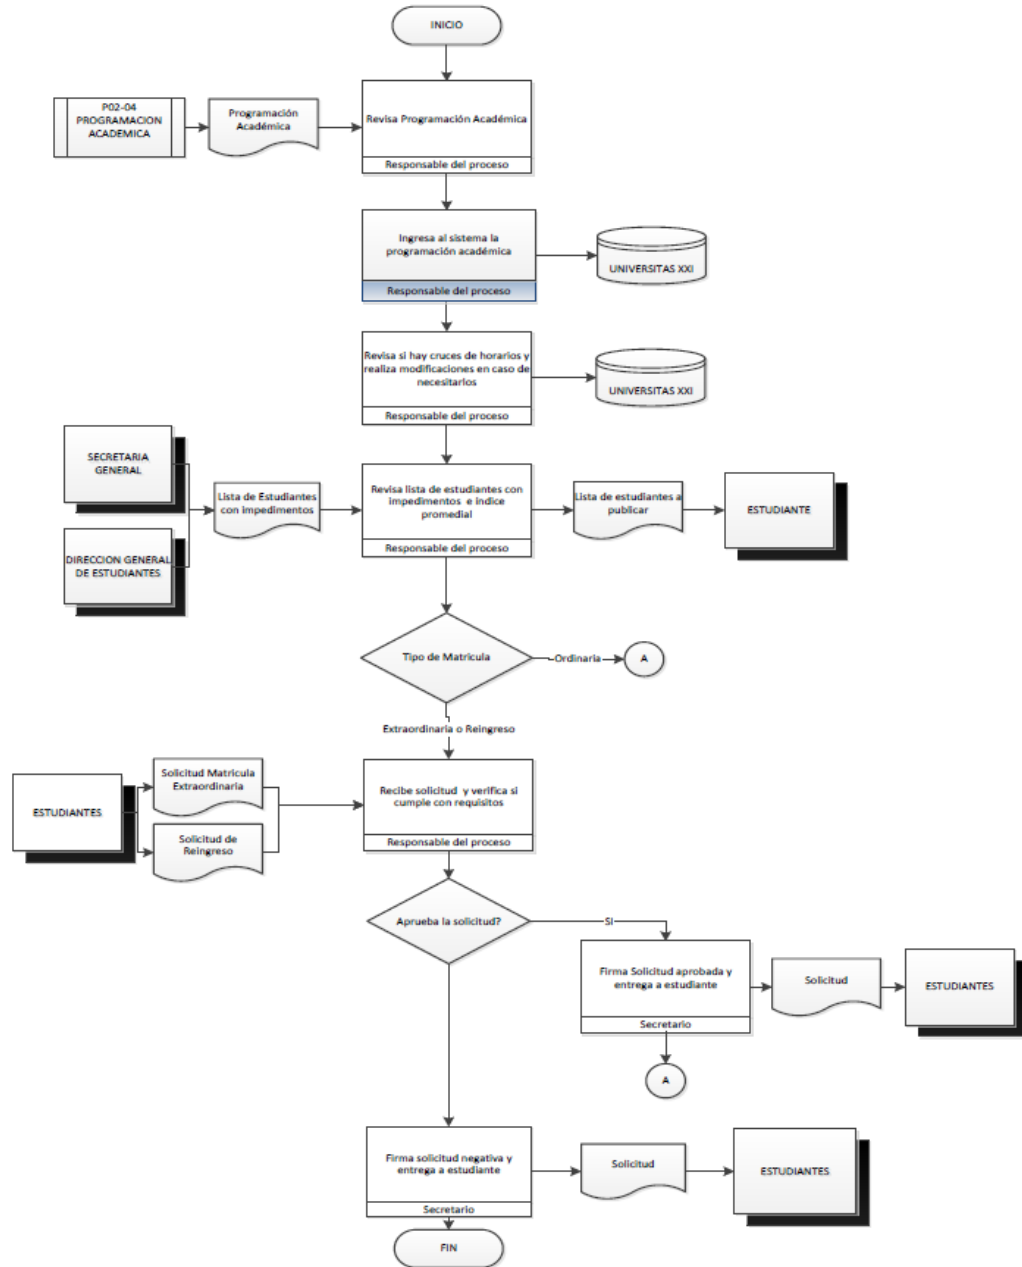 INICIO
P02-04
PROGRAMACION
ACADEMICA
Programación
Académica
Revisa Programación Académica
Responsable del proceso
Ingresa al sistema la
programación académica
Responsable del proceso
UNIVERSITAS XXI
Revisa si hay cruces de horarios y
realiza modificaciones en caso de
necesitarlos
Responsable del proceso
UNIVERSITAS XXI
SECRETARIA
GENERAL
DIRECCION GENERAL
DE ESTUDIANTES
Lista de Estudiantes
con impedimentos
Revisa lista de estudiantes con
impedimentos e índice
promedial
Responsable del proceso
Lista de estudiantes a
publicar
ESTUDIANTE
Tipo de Matricula
Ordinaria
A
Extraordinaria o Reingreso
ESTUDIANTES
Solicitud Matricula
Extraordinaria
Solicitud de
Reingreso
Recibe solicitud y verifica si
cumple con requisitos
Responsable del proceso
Aprueba la solicitud?
SI
Firma Solicitud aprobada y
entrega a estudiante
Secretario
Solicitud
ESTUDIANTES
A
Firma solicitud negativa y
entrega a estudiante
Secretario
Solicitud
ESTUDIANTES
FIN